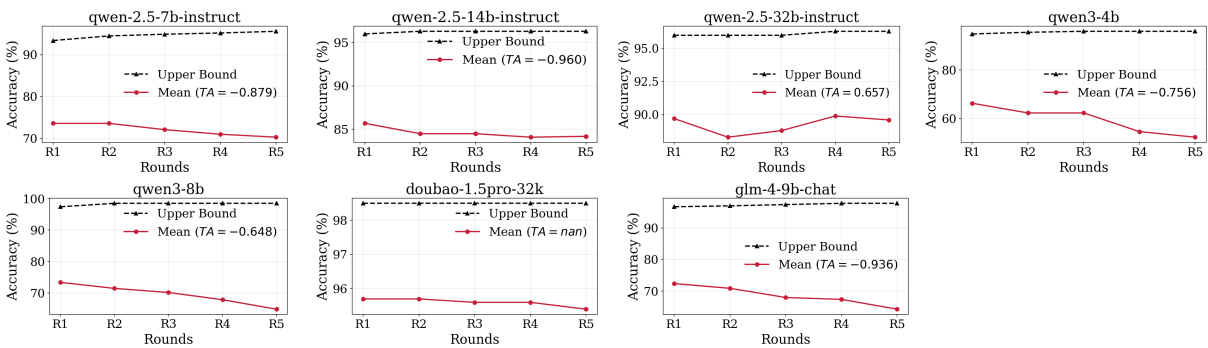 qwen-2.5-7b-instruct
Accuracy (%)
90
80
70
Upper Bound
Mean (TA = −0.879)
R1 R2 R3 R4 R5
Rounds
qwen-2.5-14b-instruct
Accuracy (%)
95
90
85
Upper Bound
Mean (TA = −0.960)
R1 R2 R3 R4 R5
Rounds
qwen-2.5-32b-instruct
Accuracy (%)
95.0
92.5
90.0
Upper Bound
Mean (TA = 0.657)
R1 R2 R3 R4 R5
Rounds
qwen3-4b
Accuracy (%)
80
60
Upper Bound
Mean (TA = −0.756)
R1 R2 R3 R4 R5
Rounds
qwen3-8b
Accuracy (%)
100
90
80
70
Upper Bound
Mean (TA = −0.648)
R1 R2 R3 R4 R5
Rounds
doubao-1.5pro-32k
Accuracy (%)
98
97
96
Upper Bound
Mean (TA = nan)
R1 R2 R3 R4 R5
Rounds
glm-4-9b-chat
Accuracy (%)
90
80
70
Upper Bound
Mean (TA = −0.936)
R1 R2 R3 R4 R5
Rounds